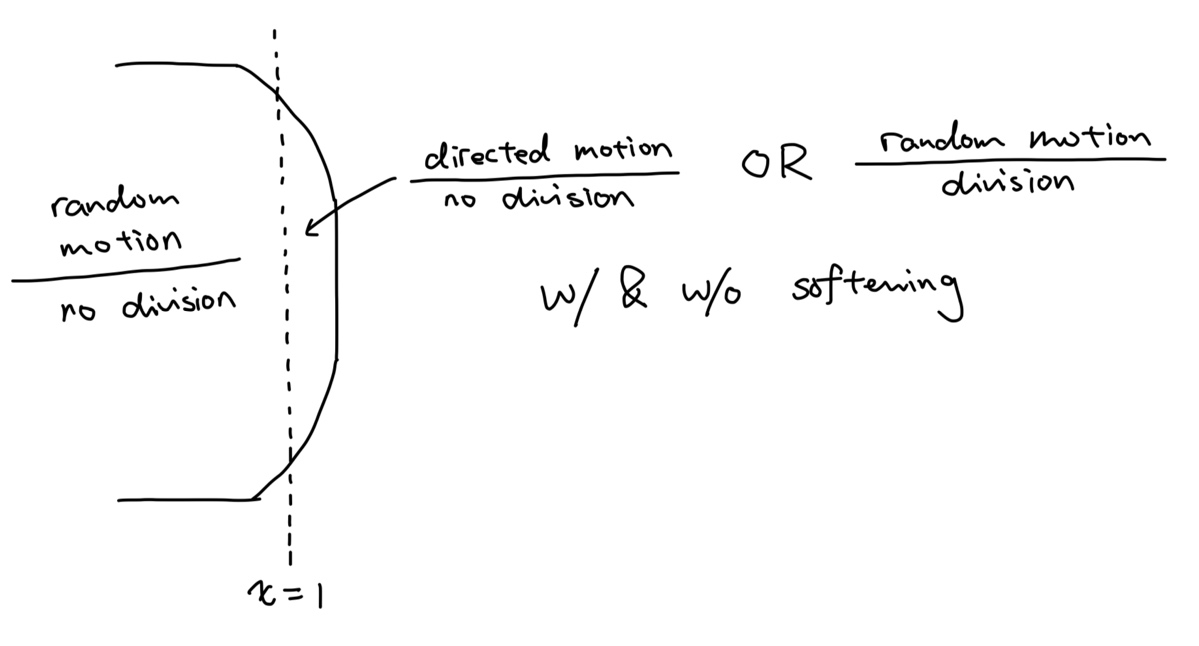 random
motion
no division
directed motion
no division
OR
random motion
division
w/ & w/o softening
x = 1